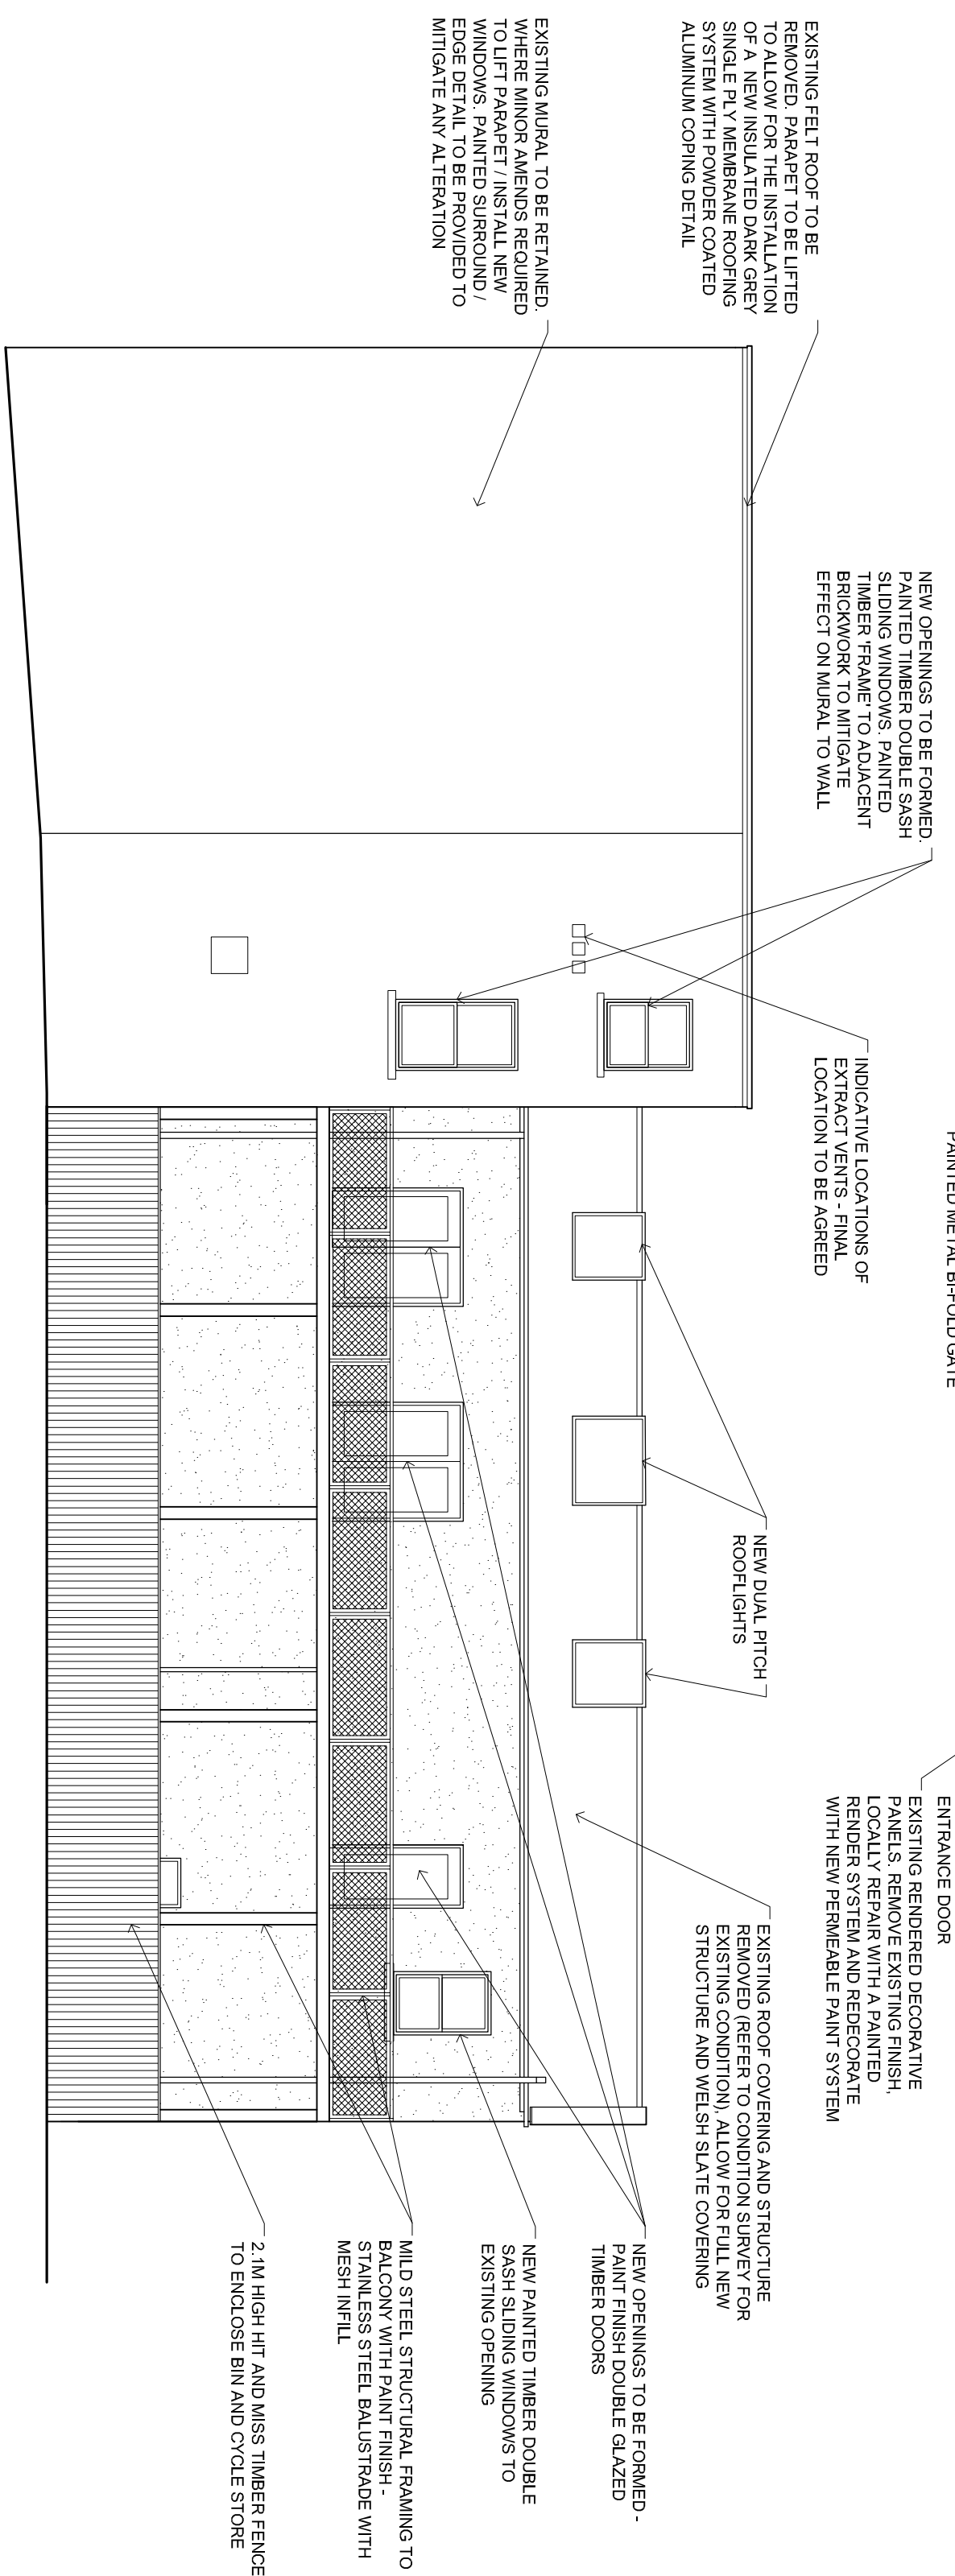 EXISTING FELT ROOF TO BE
REMOVED. PARAPET TO BE LIFTED
TO ALLOW FOR THE INSTALLATION
OF A NEW INSULATED DARK GREY
SINGLE PLY MEMBRANE ROOFING
SYSTEM WITH POWDER COATED
ALUMINUM COPING DETAIL
EXISTING MURAL TO BE RETAINED.
WHERE MINOR AMENDS REQUIRED
TO LIFT PARAPET / INSTALL NEW
WINDOWS. PAINTED SURROUND /
EDGE DETAIL TO BE PROVIDED TO
MITIGATE ANY ALTERATION
NEW OPENINGS TO BE FORMED.
PAINTED TIMBER DOUBLE SASH
SLIDING WINDOWS. PAINTED
TIMBER 'FRAME' TO ADJACENT
BRICKWORK TO MITIGATE
EFFECT ON MURAL TO WALL
INDICATIVE LOCATIONS OF
EXTRACT VENTS - FINAL
LOCATION TO BE AGREED
PAINTED METAL BI-FOLD GATE
NEW DUAL PITCH
ROOFLIGHTS
ENTRANCE DOOR
EXISTING RENDERED DECORATIVE
PANELS. REMOVE EXISTING FINISH,
LOCALLY REPAIR WITH A PAINTED
RENDER SYSTEM AND REDECORATE
WITH NEW PERMEABLE PAINT SYSTEM
EXISTING ROOF COVERING AND STRUCTURE
REMOVED (REFER TO CONDITION SURVEY FOR
EXISTING CONDITION), ALLOW FOR FULL NEW
STRUCTURE AND WELSH SLATE COVERING
NEW OPENINGS TO BE FORMED -
PAINT FINISH DOUBLE GLAZED
TIMBER DOORS
NEW PAINTED TIMBER DOUBLE
SASH SLIDING WINDOWS TO
EXISTING OPENING
MILD STEEL STRUCTURAL FRAMING TO
BALCONY WITH PAINT FINISH -
STAINLESS STEEL BALUSTRADE WITH
MESH INFILL
2.1M HIGH HIT AND MISS TIMBER FENCE
TO ENCLOSE BIN AND CYCLE STORE